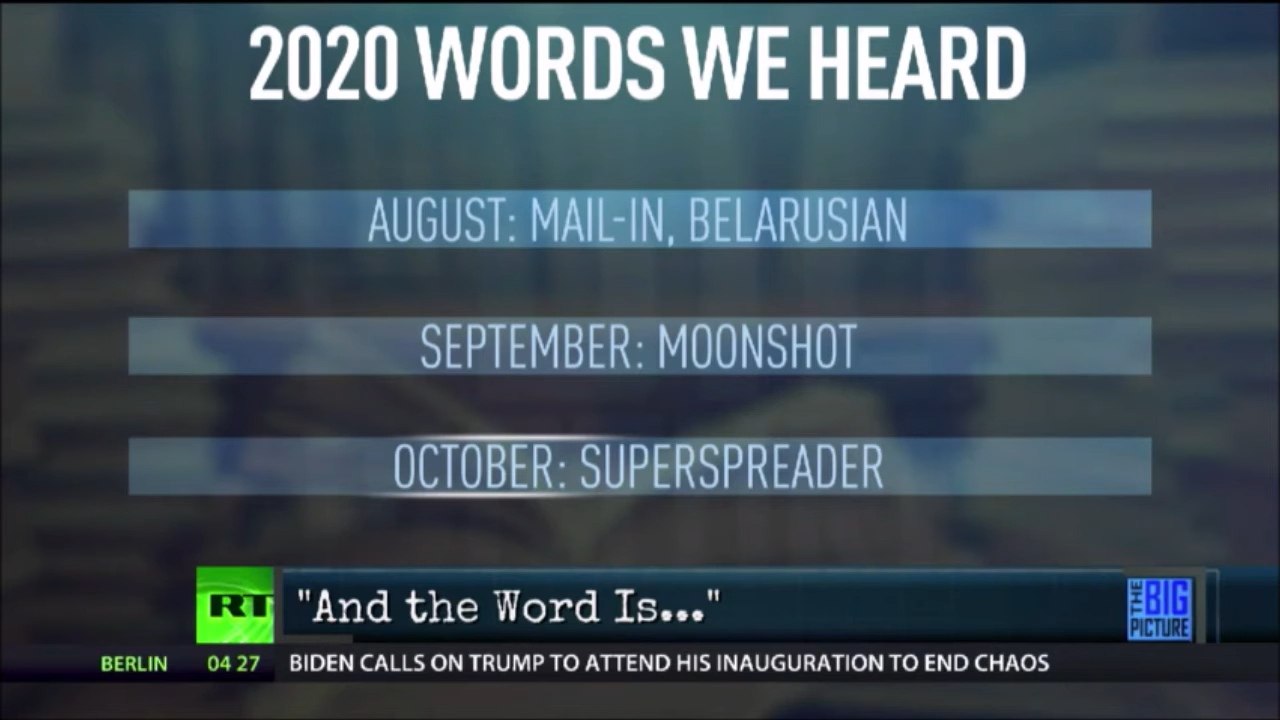 2020 WORDS WE HEARD
AUGUST: MAIL-IN, BELARUSIAN
SEPTEMBER: MOONSHOT
OCTOBER: SUPERSPREADER
RT "And the Word Is..." THE BIG PICTURE
BERLIN 04 27 BIDEN CALLS ON TRUMP TO ATTEND HIS INAUGURATION TO END CHAOS